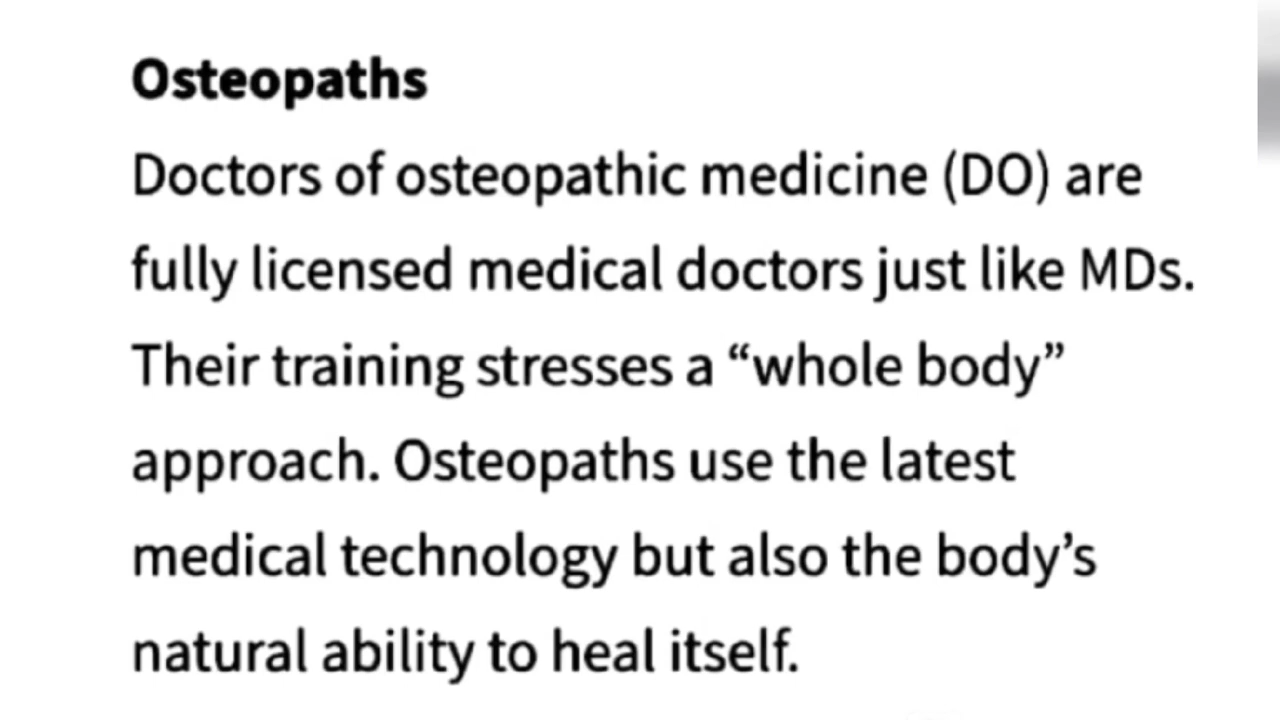 Osteopaths
Doctors of osteopathic medicine (DO) are
fully licensed medical doctors just like MDs.
Their training stresses a “whole body”
approach. Osteopaths use the latest
medical technology but also the body’s
natural ability to heal itself.